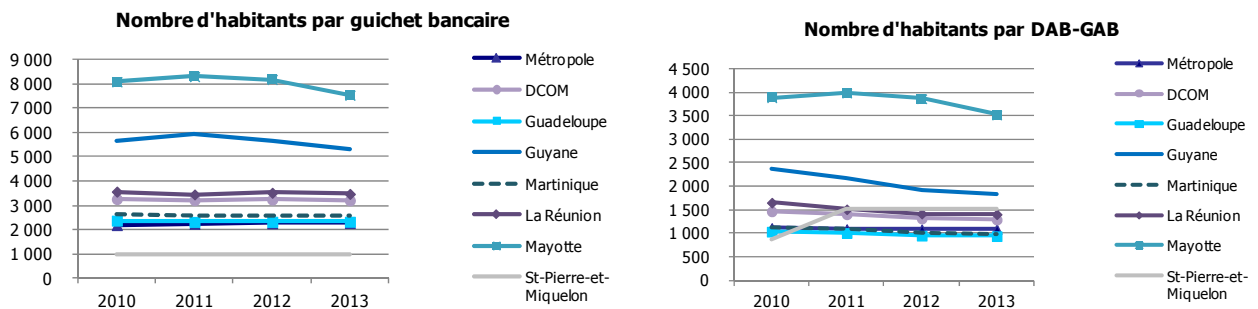 Nombre d'habitants par guichet bancaire
9 000
8 000
7 000
6 000
5 000
4 000
3 000
2 000
1 000
0
2010 2011 2012 2013
Métropole
DCOM
Guadeloupe
Guyane
Martinique
La Réunion
Mayotte
St-Pierre-et-
Miquelon
Nombre d'habitants par DAB-GAB
4 500
4 000
3 500
3 000
2 500
2 000
1 500
1 000
500
0
2010 2011 2012 2013
Métropole
DCOM
Guadeloupe
Guyane
Martinique
La Réunion
Mayotte
St-Pierre-et-
Miquelon